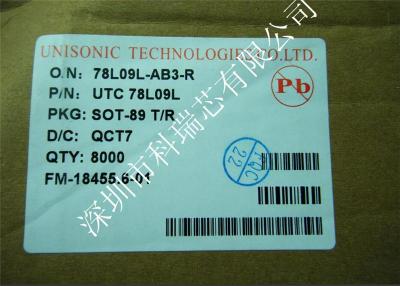 UNISONIC TECHNOLOGIES CO.LTD.
O/N: 78L09L-AB3-R
P/N: UTC 78L09L
PKG: SOT-89 T/R
D/C: QCT7
QTY: 8000
FM-18455.6-01
Pb
22
深圳市科瑞芯有限公司